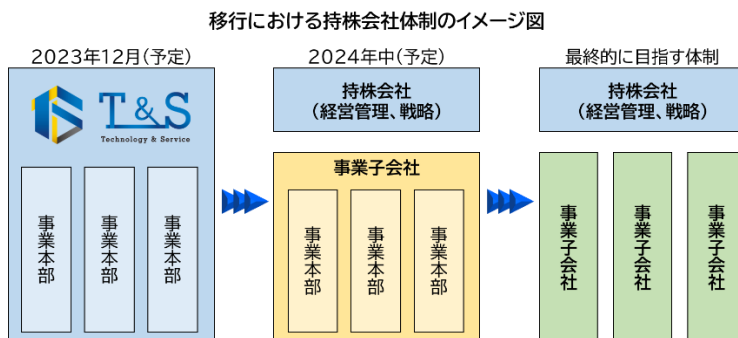 移行における持株会社体制のイメージ図
2023年12月(予定)
T&S
Technology & Service
事業本部
事業本部
事業本部
2024年中(予定)
持株会社
(経営管理、戦略)
事業子会社
事業本部
事業本部
事業本部
最終的に目指す体制
持株会社
(経営管理、戦略)
事業子会社
事業子会社
事業子会社